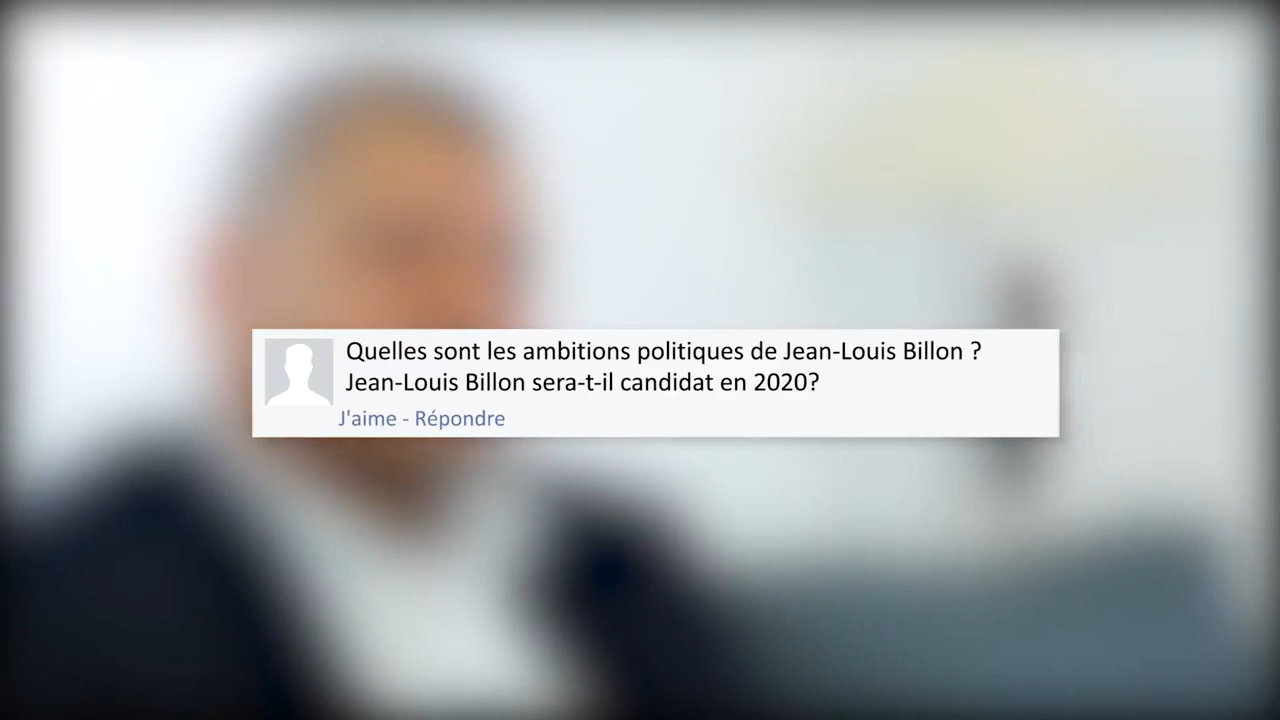 Quelles sont les ambitions politiques de Jean-Louis Billon ?
Jean-Louis Billon sera-t-il candidat en 2020?
J'aime - Répondre